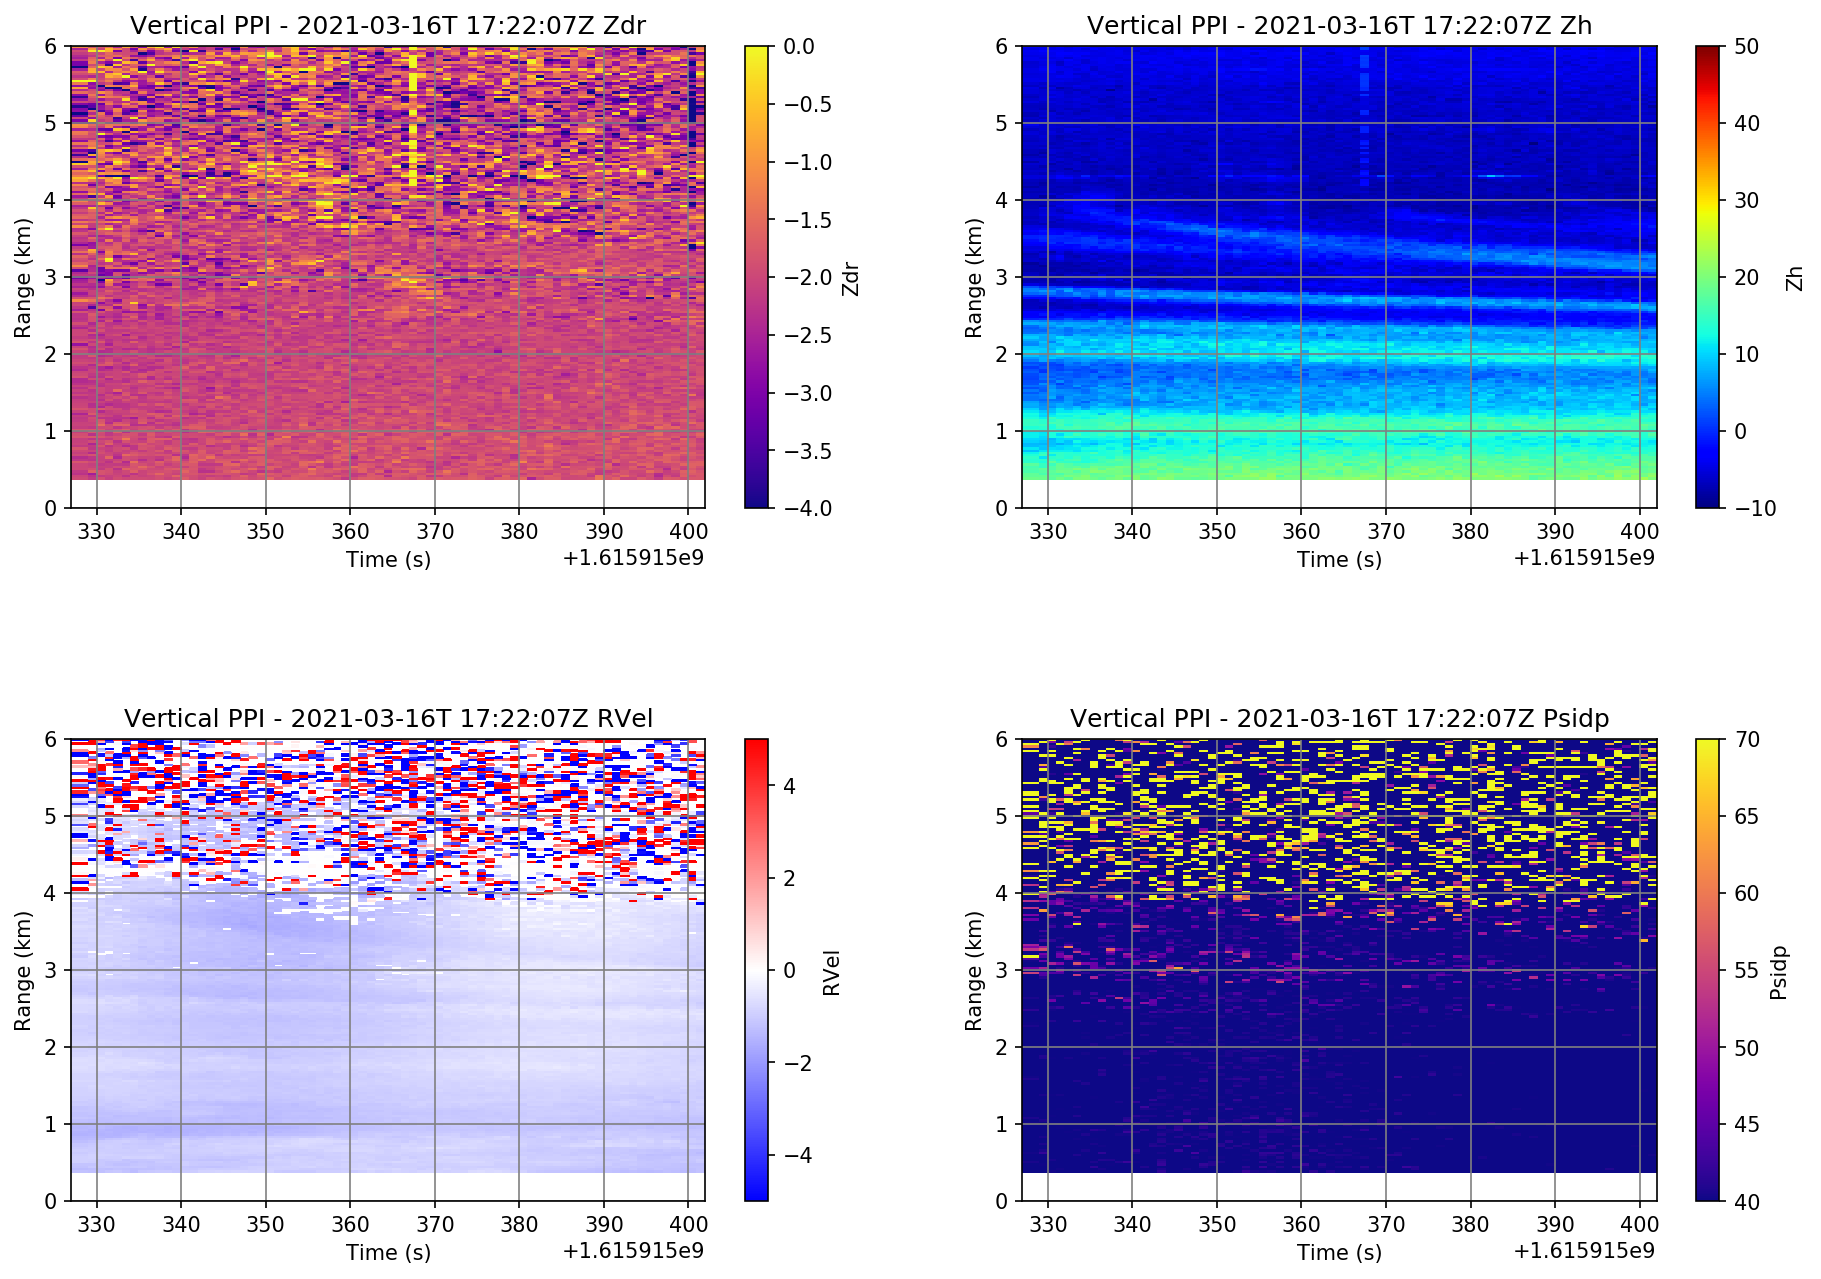 Vertical PPI - 2021-03-16T 17:22:07Z Zdr
6
5
4
3
2
1
0
Range (km)
330 340 350 360 370 380 390 400
Time (s)
+1.615915e9
0.0
−0.5
−1.0
−1.5
−2.0
−2.5
−3.0
−3.5
−4.0
Zdr
Vertical PPI - 2021-03-16T 17:22:07Z Zh
6
5
4
3
2
1
0
Range (km)
330 340 350 360 370 380 390 400
Time (s)
+1.615915e9
50
40
30
20
10
0
−10
Zh
Vertical PPI - 2021-03-16T 17:22:07Z RVel
6
5
4
3
2
1
0
Range (km)
330 340 350 360 370 380 390 400
Time (s)
+1.615915e9
4
2
0
−2
−4
RVel
Vertical PPI - 2021-03-16T 17:22:07Z Psidp
6
5
4
3
2
1
0
Range (km)
330 340 350 360 370 380 390 400
Time (s)
+1.615915e9
70
65
60
55
50
45
40
Psidp